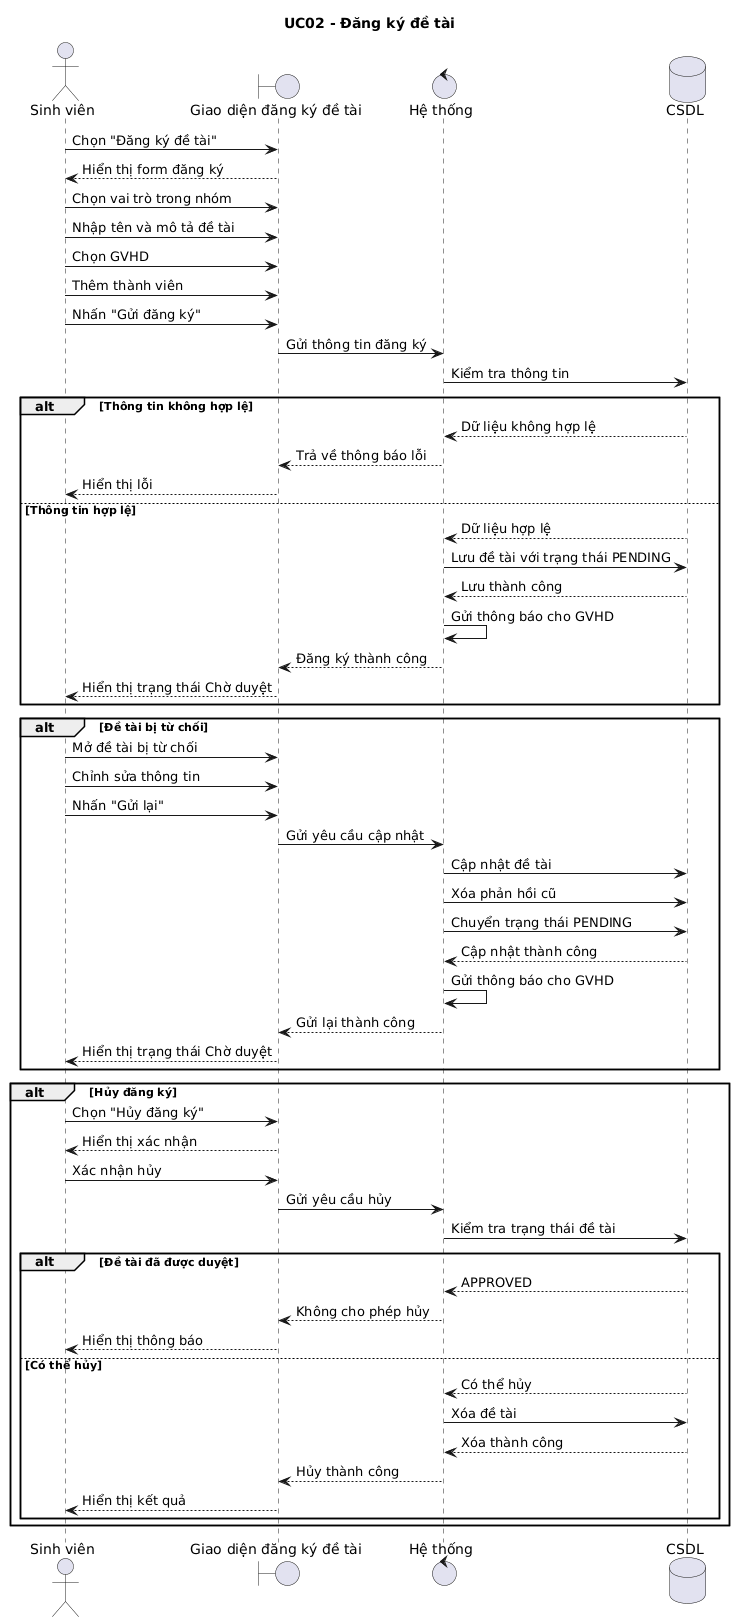 UC02 - Đăng ký đề tài
Sinh viên
Giao diện đăng ký đề tài
Hệ thống
CSDL
Chọn "Đăng ký đề tài"
Hiển thị form đăng ký
Chọn vai trò trong nhóm
Nhập tên và mô tả đề tài
Chọn GVHD
Thêm thành viên
Nhấn "Gửi đăng ký"
Gửi thông tin đăng ký
Kiểm tra thông tin
alt [Thông tin không hợp lệ]
Dữ liệu không hợp lệ
Trả về thông báo lỗi
Hiển thị lỗi
[Thông tin hợp lệ]
Dữ liệu hợp lệ
Lưu đề tài với trạng thái PENDING
Lưu thành công
Gửi thông báo cho GVHD
Đăng ký thành công
Hiển thị trạng thái Chờ duyệt
alt [Đề tài bị từ chối]
Mở đề tài bị từ chối
Chỉnh sửa thông tin
Nhấn "Gửi lại"
Gửi yêu cầu cập nhật
Cập nhật đề tài
Xóa phản hồi cũ
Chuyển trạng thái PENDING
Cập nhật thành công
Gửi thông báo cho GVHD
Gửi lại thành công
Hiển thị trạng thái Chờ duyệt
alt [Hủy đăng ký]
Chọn "Hủy đăng ký"
Hiển thị xác nhận
Xác nhận hủy
Gửi yêu cầu hủy
Kiểm tra trạng thái đề tài
alt [Đề tài đã được duyệt]
APPROVED
Không cho phép hủy
Hiển thị thông báo
[Có thể hủy]
Có thể hủy
Xóa đề tài
Xóa thành công
Hủy thành công
Hiển thị kết quả
Sinh viên
Giao diện đăng ký đề tài
Hệ thống
CSDL